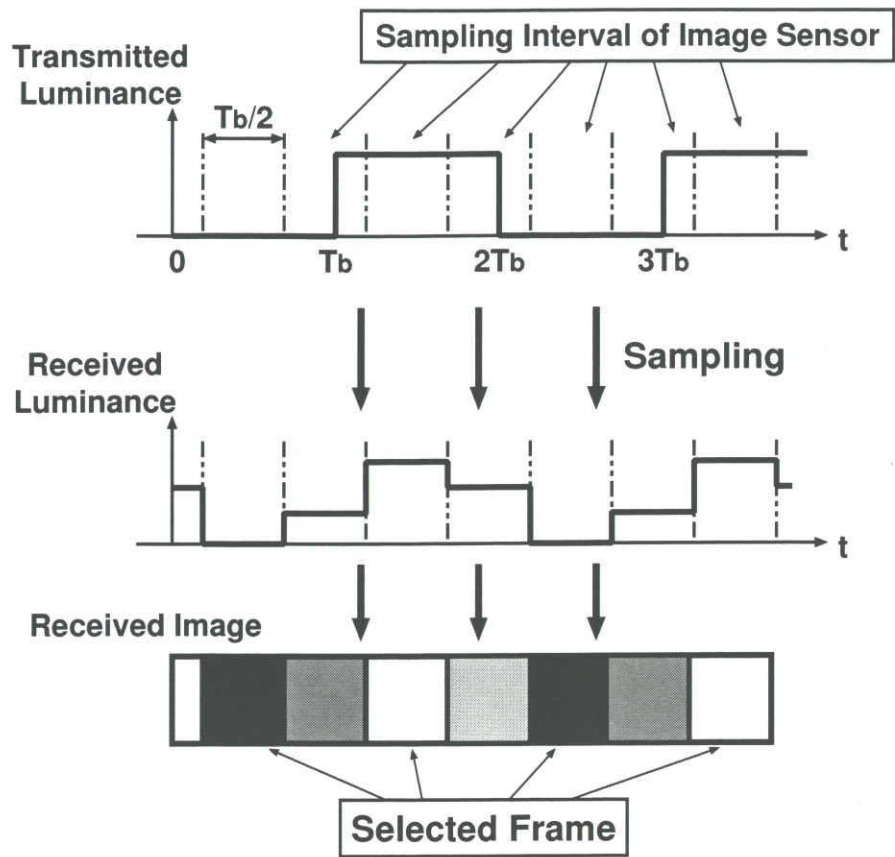 Sampling Interval of Image Sensor
Transmitted
Luminance
Tb/2
t
0
Tb
2Tb
3Tb
Sampling
Received
Luminance
t
Received Image
Selected Frame